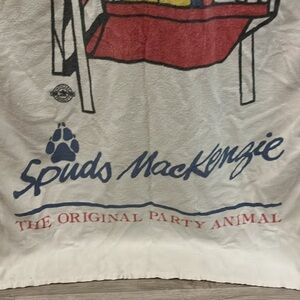 Spuds MacKenzie
THE ORIGINAL PARTY ANIMAL